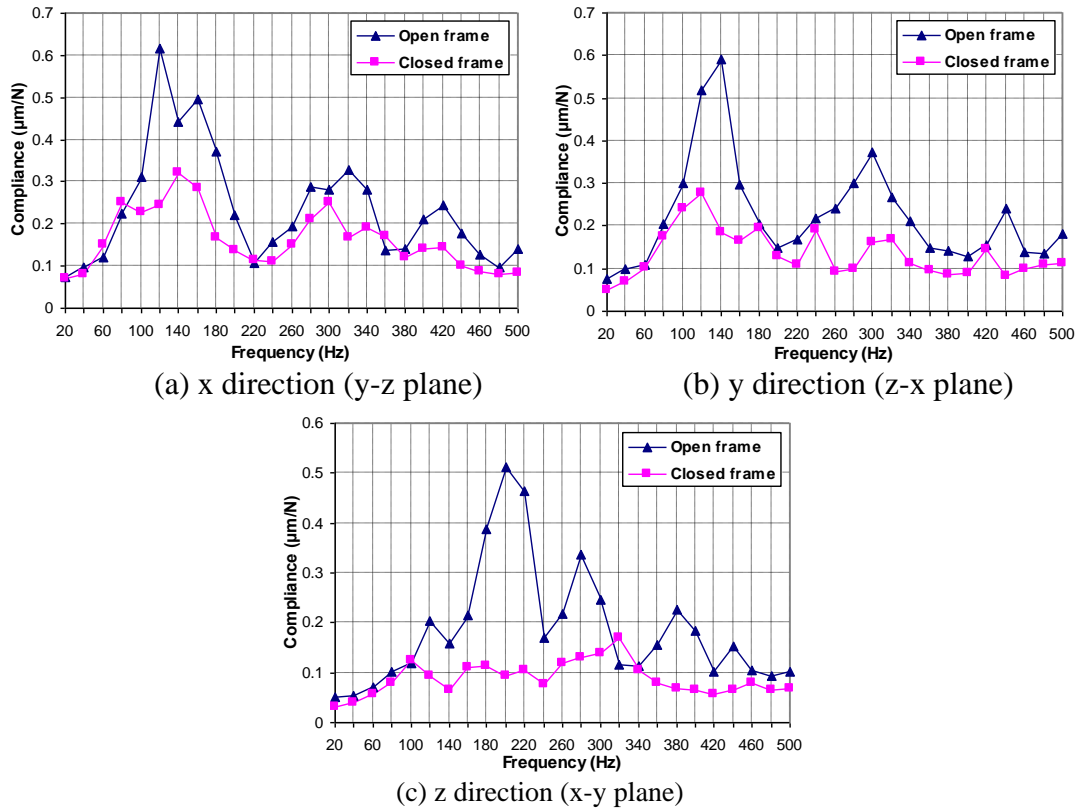 0.7
0.6
0.5
0.4
0.3
0.2
0.1
0
Compliance (µm/N)
Open frame
Closed frame
20 60 100 140 180 220 260 300 340 380 420 460 500
Frequency (Hz)
(a) x direction (y-z plane)
0.7
0.6
0.5
0.4
0.3
0.2
0.1
0
Compliance (µm/N)
Open frame
Closed frame
20 60 100 140 180 220 260 300 340 380 420 460 500
Frequency (Hz)
(b) y direction (z-x plane)
0.6
0.5
0.4
0.3
0.2
0.1
0
Compliance (µm/N)
Open frame
Closed frame
20 60 100 140 180 220 260 300 340 380 420 460 500
Frequency (Hz)
(c) z direction (x-y plane)